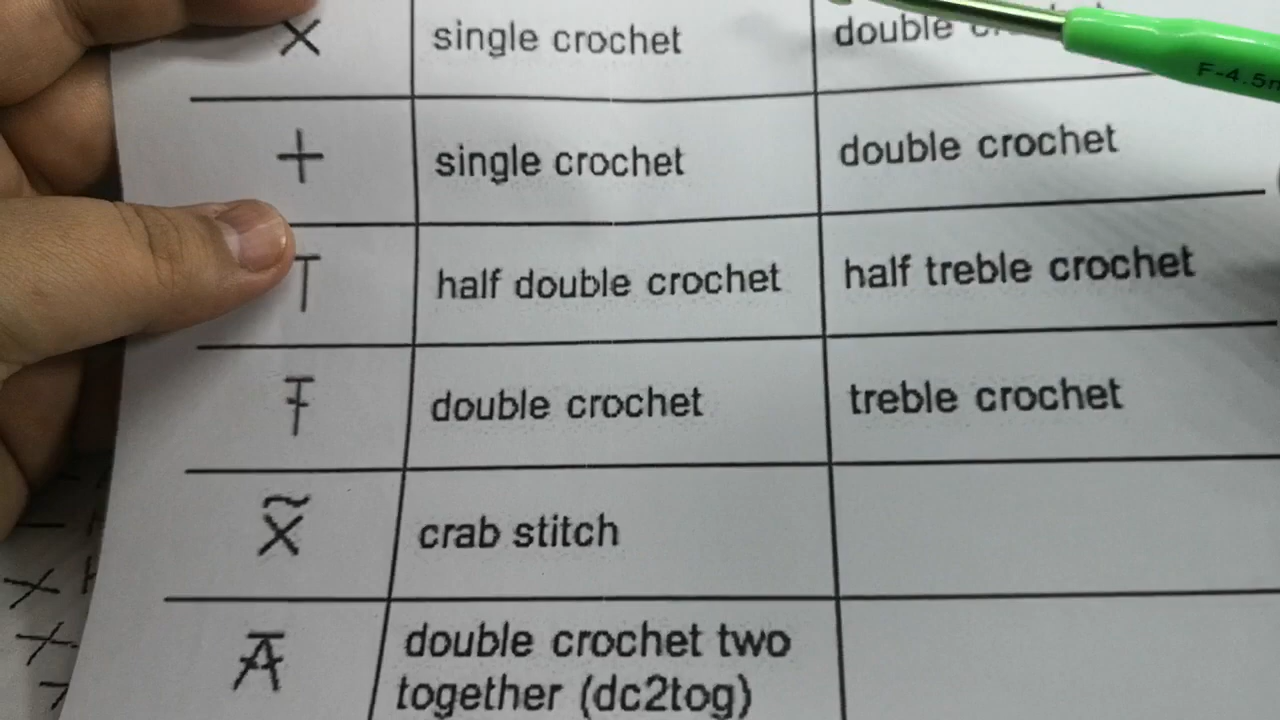 × single crochet double
F-4.5
+ single crochet double crochet
T half double crochet half treble crochet
Ŧ double crochet treble crochet
x̃ crab stitch
double crochet two
together (dc2tog)